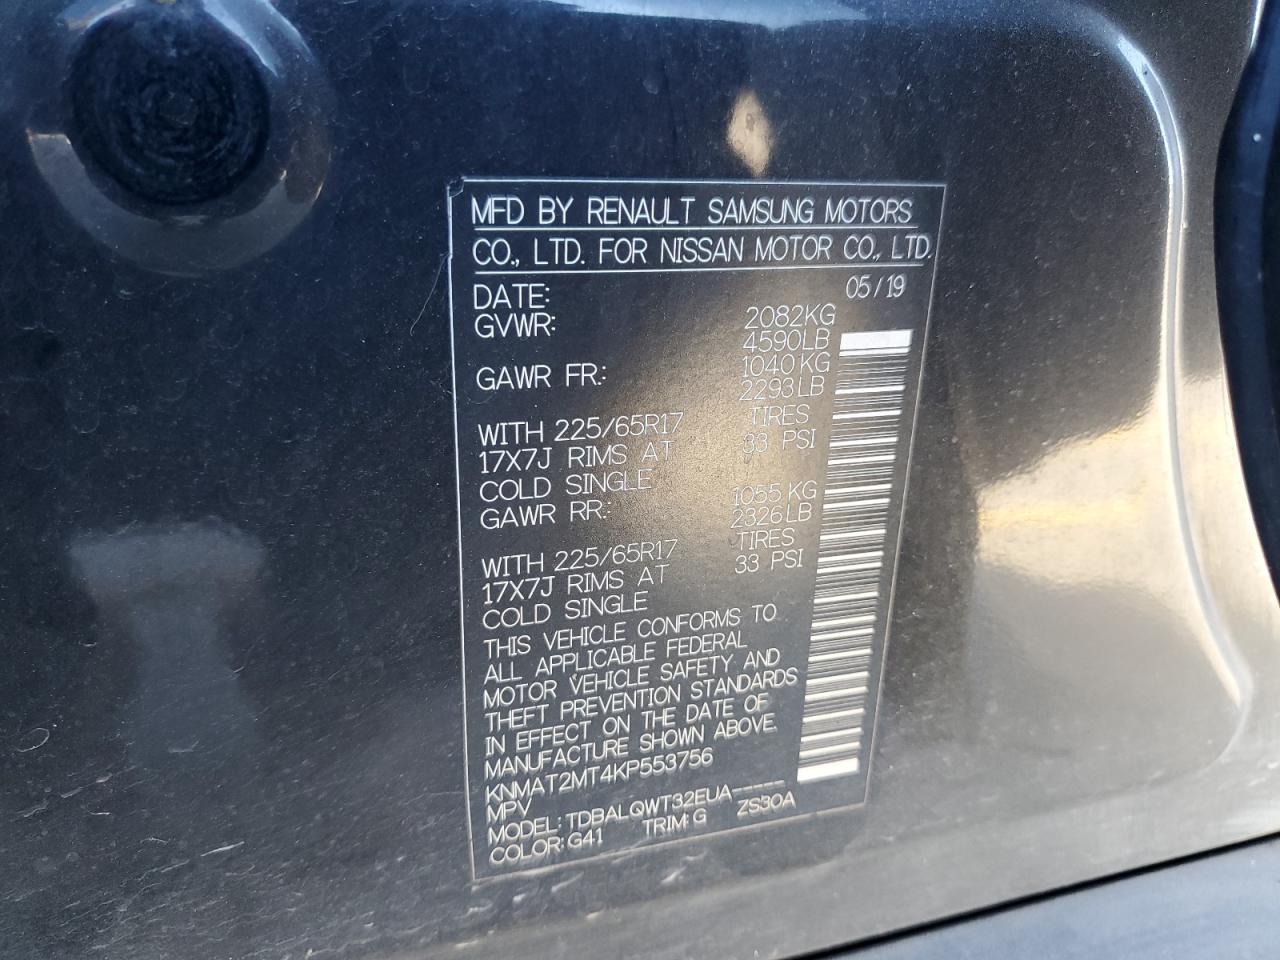 MFD BY RENAULT SAMSUNG MOTORS
CO., LTD. FOR NISSAN MOTOR CO., LTD.
DATE: 05/19
GVWR: 2082KG
4590LB
GAWR FR.: 1040KG
2293LB
WITH 225/65R17 TIRES
17X7J RIMS AT 33 PSI
COLD SINGLE
GAWR RR.: 1055KG
2326LB
WITH 225/65R17 TIRES
17X7J RIMS AT 33 PSI
COLD SINGLE
THIS VEHICLE CONFORMS TO
ALL APPLICABLE FEDERAL
MOTOR VEHICLE SAFETY AND
THEFT PREVENTION STANDARDS
IN EFFECT ON THE DATE OF
MANUFACTURE SHOWN ABOVE.
KNMAT2MT4KP553756
MPV
MODEL: TDBALQWT32EUA-----
COLOR: G41 TRIM: G ZS30A